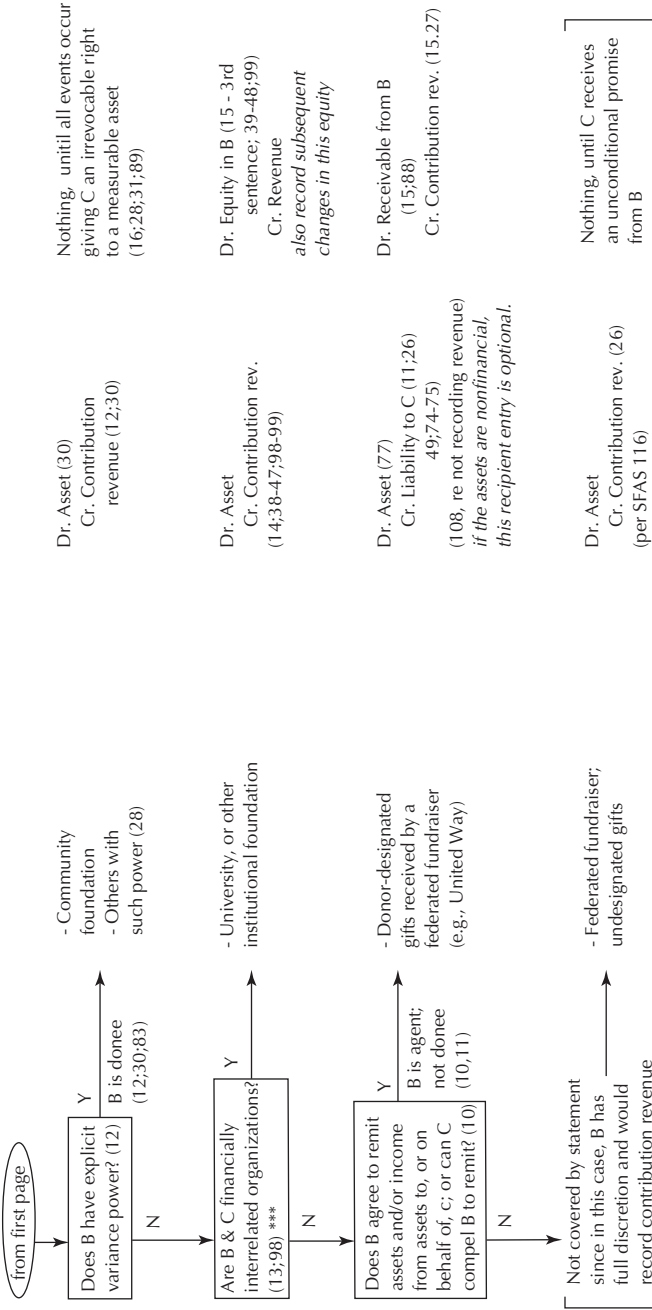 from first page
Does B have explicit
variance power? (12)
Y
B is donee
(12;30;83)
- Community
foundation
- Others with
such power (28)
Dr. Asset (30)
Cr. Contribution
revenue (12;30)
Nothing, unitil all events occur
giving C an irrevocable right
to a measurable asset
(16;28;31;89)
N
Are B & C financially
interrelated organizations?
(13;98) ***
Y
- University, or other
institutional foundation
Dr. Asset
Cr. Contribution rev.
(14;38-47;98-99)
Dr. Equity in B (15 - 3rd
sentence; 39-48;99)
Cr. Revenue
also record subsequent
changes in this equity
N
Does B agree to remit
assets and/or income
from assets to, or on
behalf of, c; or can C
compel B to remit? (10)
Y
B is agent;
not donee
(10,11)
- Donor-designated
gifts received by a
federated fundraiser
(e.g., United Way)
Dr. Asset (77)
Cr. Liability to C (11;26)
49;74-75)
(108, re not recording revenue)
if the assets are nonfinancial,
this recipient entry is optional.
Dr. Receivable from B
(15;88)
Cr. Contribution rev. (15.27)
N
Not covered by statement
since in this case, B has
full discretion and would
record contribution revenue
- Federated fundraiser;
undesignated gifts
Dr. Asset
Cr. Contribution rev. (26)
(per SFAS 116)
Nothing, until C receives
an unconditional promise
from B